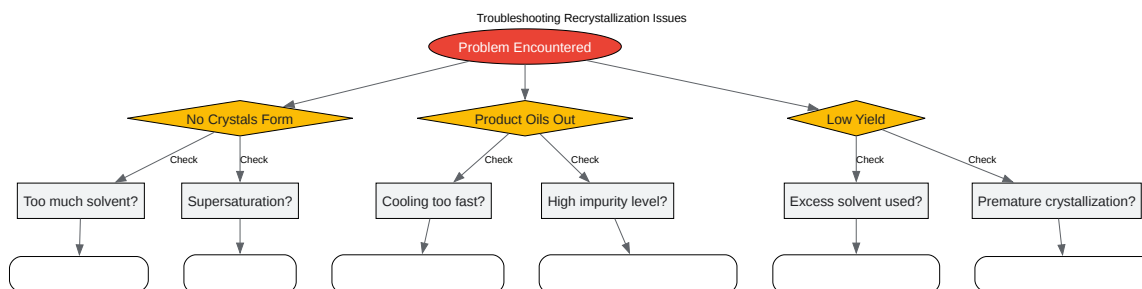 Troubleshooting Recrystallization Issues
Problem Encountered
No Crystals Form
Product Oils Out
Low Yield
Check
Check
Check
Check
Check
Check
Too much solvent?
Supersaturation?
Cooling too fast?
High impurity level?
Excess solvent used?
Premature crystallization?